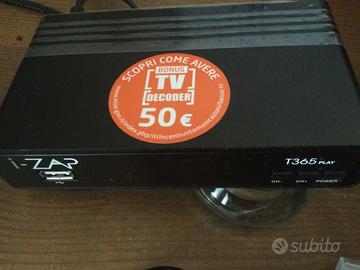 SCOPRI COME AVERE
BONUS
TV
DECODER
50 €
i-ZAP
T365 PLAY
CH- CH+ POWER
subito